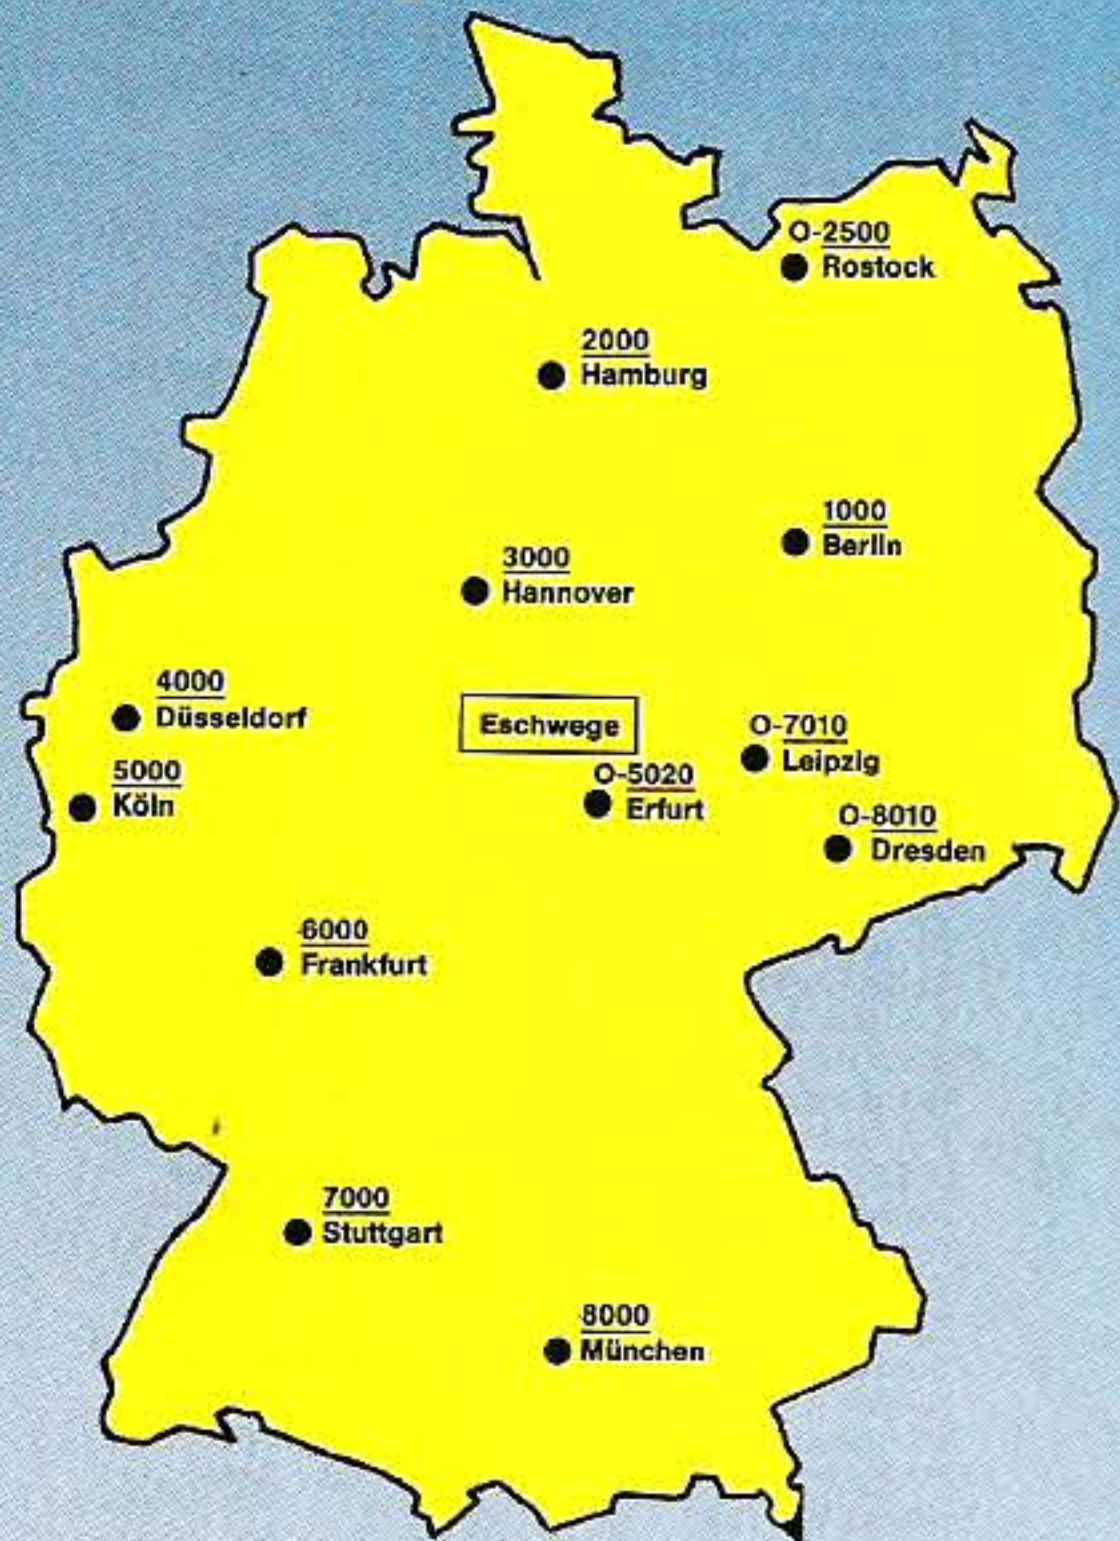 O-2500
Rostock
2000
Hamburg
1000
Berlin
3000
Hannover
4000
Düsseldorf
Eschwege
O-7010
Leipzig
5000
Köln
O-5020
Erfurt
O-8010
Dresden
6000
Frankfurt
7000
Stuttgart
8000
München